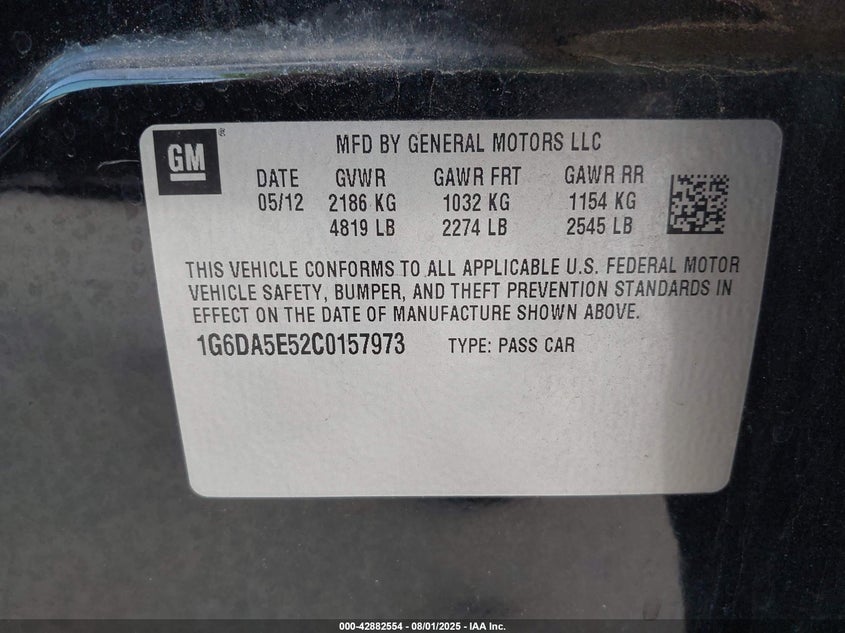 GM
®
MFD BY GENERAL MOTORS LLC
DATE GVWR GAWR FRT GAWR RR
05/12 2186 KG 1032 KG 1154 KG
4819 LB 2274 LB 2545 LB
THIS VEHICLE CONFORMS TO ALL APPLICABLE U.S. FEDERAL MOTOR
VEHICLE SAFETY, BUMPER, AND THEFT PREVENTION STANDARDS IN
EFFECT ON THE DATE OF MANUFACTURE SHOWN ABOVE.
1G6DA5E52C0157973 TYPE: PASS CAR
000-42882554 - 08/01/2025 - IAA Inc.